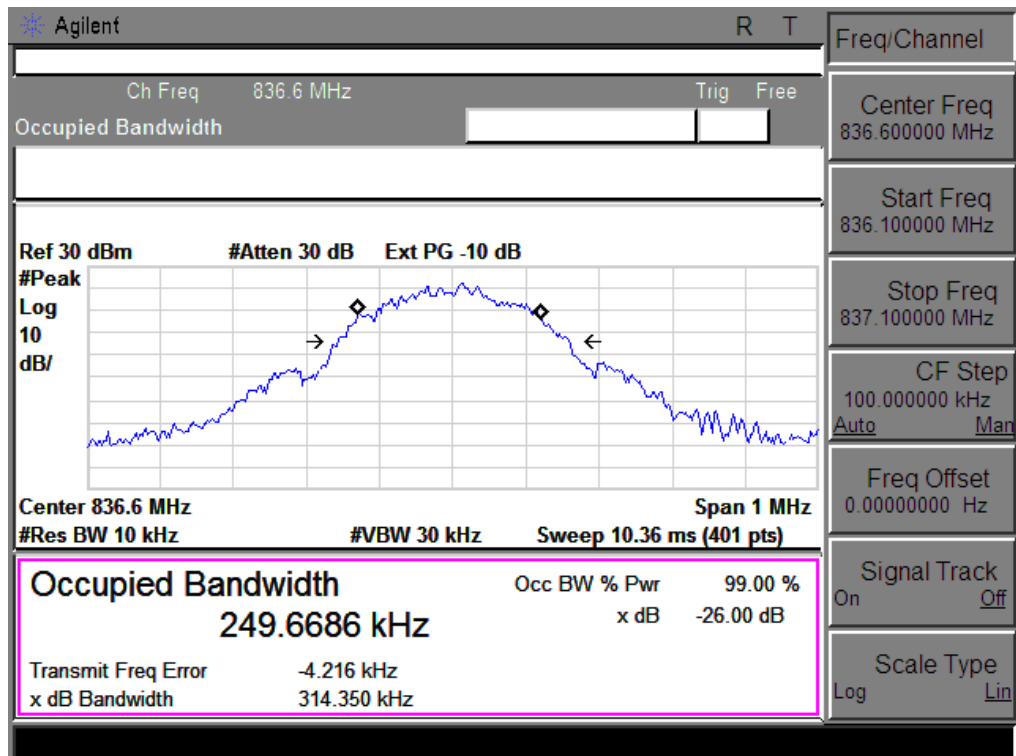 Agilent R T
Ch Freq 836.6 MHz Trig Free
Occupied Bandwidth
Ref 30 dBm #Atten 30 dB Ext PG -10 dB
#Peak
Log
10
dB/
Center 836.6 MHz Span 1 MHz
#Res BW 10 kHz #VBW 30 kHz Sweep 10.36 ms (401 pts)
Occupied Bandwidth Occ BW % Pwr 99.00 %
249.6686 kHz x dB -26.00 dB
Transmit Freq Error -4.216 kHz
x dB Bandwidth 314.350 kHz
Freq/Channel
Center Freq
836.600000 MHz
Start Freq
836.100000 MHz
Stop Freq
837.100000 MHz
CF Step
100.000000 kHz
Auto Man
Freq Offset
0.00000000 Hz
Signal Track
On Off
Scale Type
Log Lin